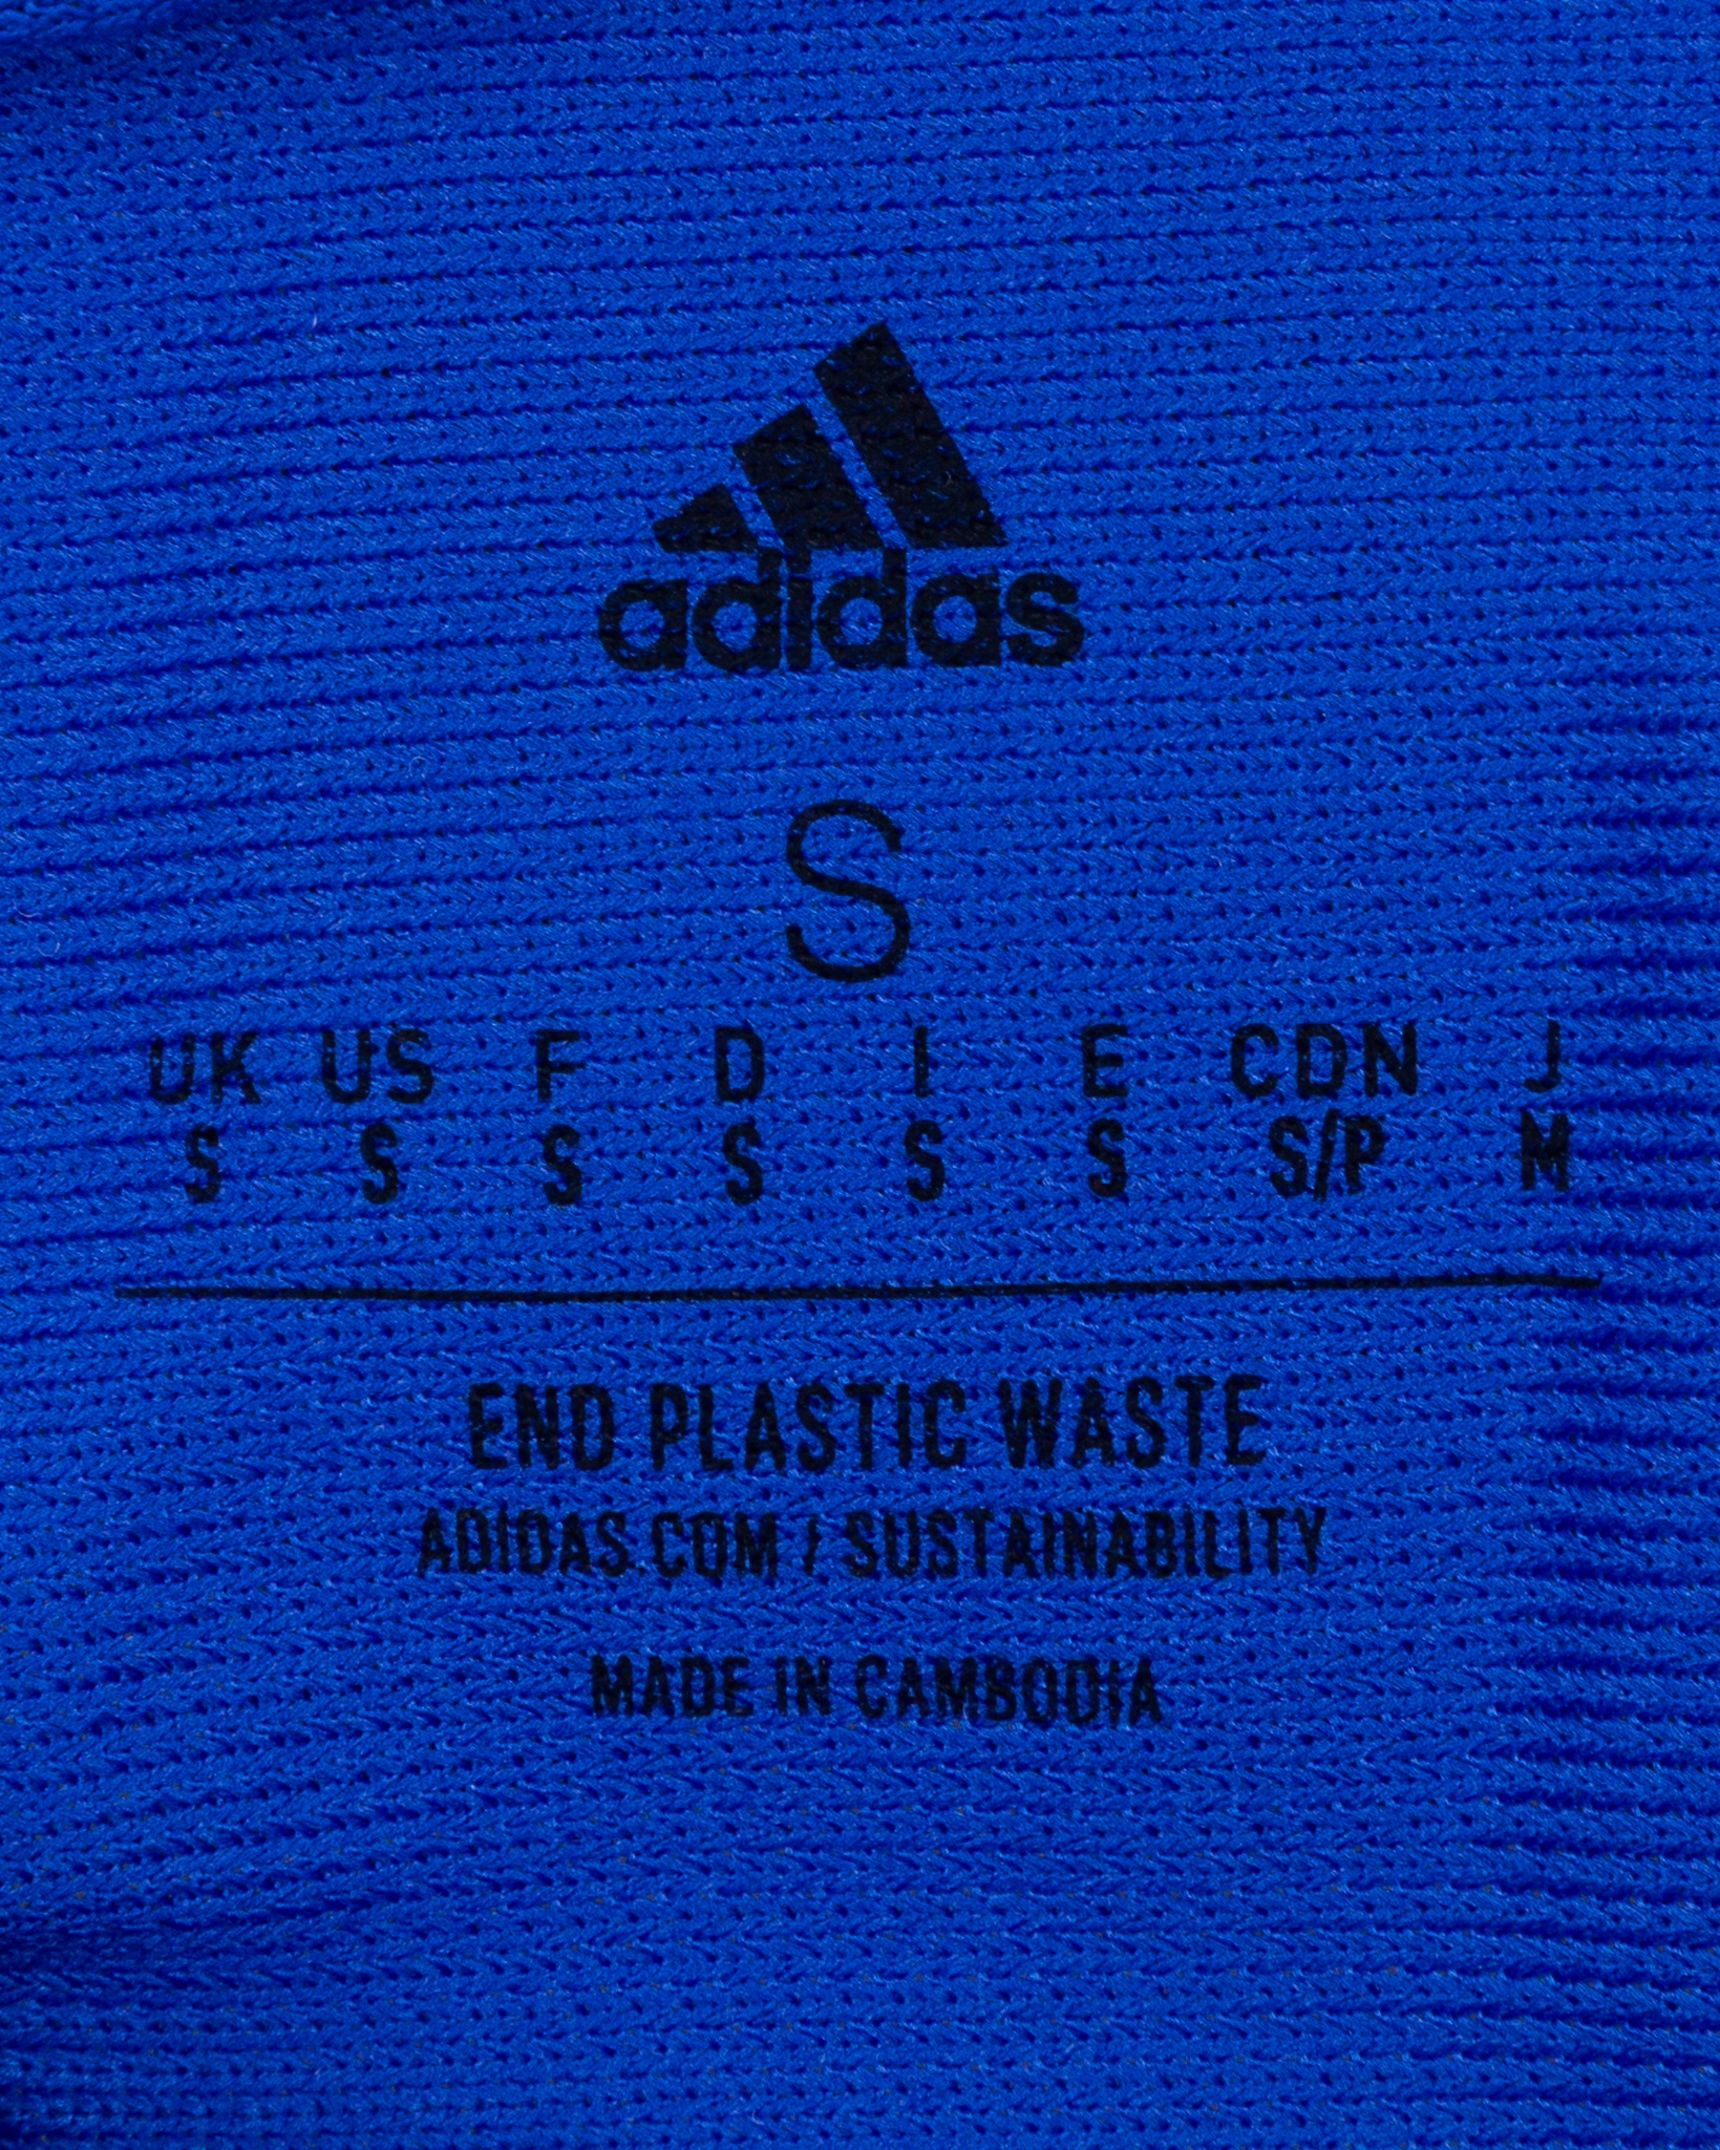 adidas
S
UK US F D I E CDN J
S S S S S S S/P M
END PLASTIC WASTE
ADIDAS.COM / SUSTAINABILITY
MADE IN CAMBODIA